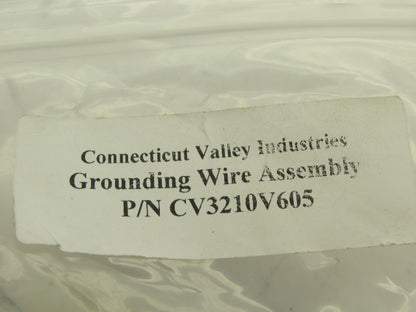 Connecticut Valley Industries
Grounding Wire Assembly
P/N CV3210V605